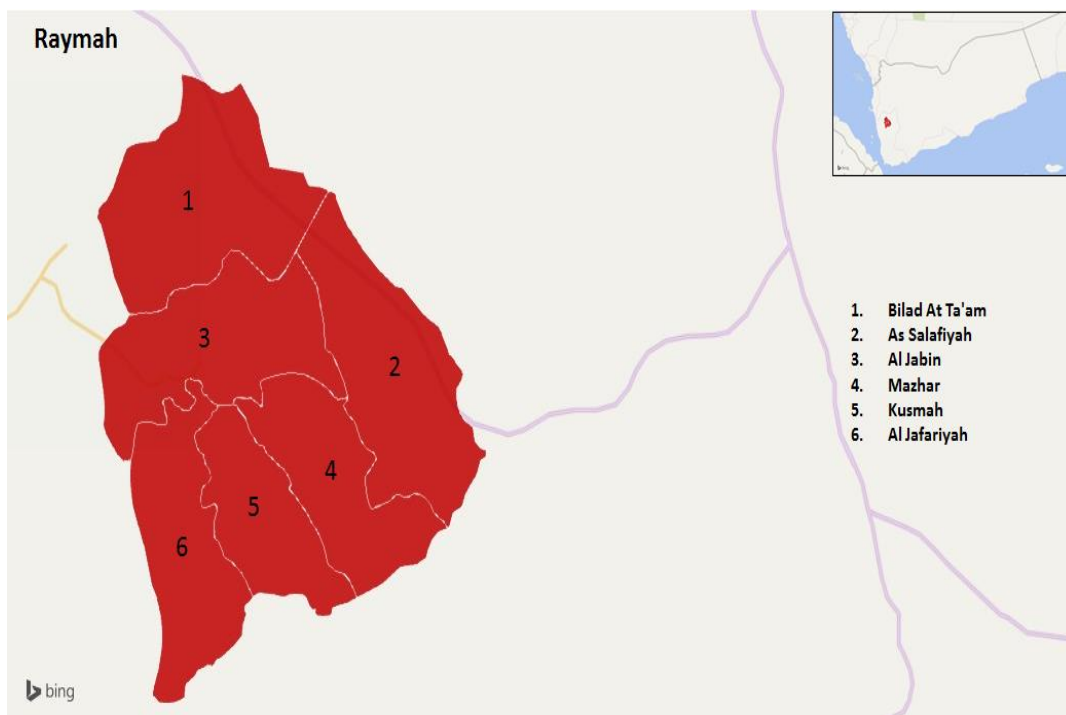 Raymah
1
2
3
4
5
6
1. Bilad At Ta'am
2. As Salafiyah
3. Al Jabin
4. Mazhar
5. Kusmah
6. Al Jafariyah
bing
bing